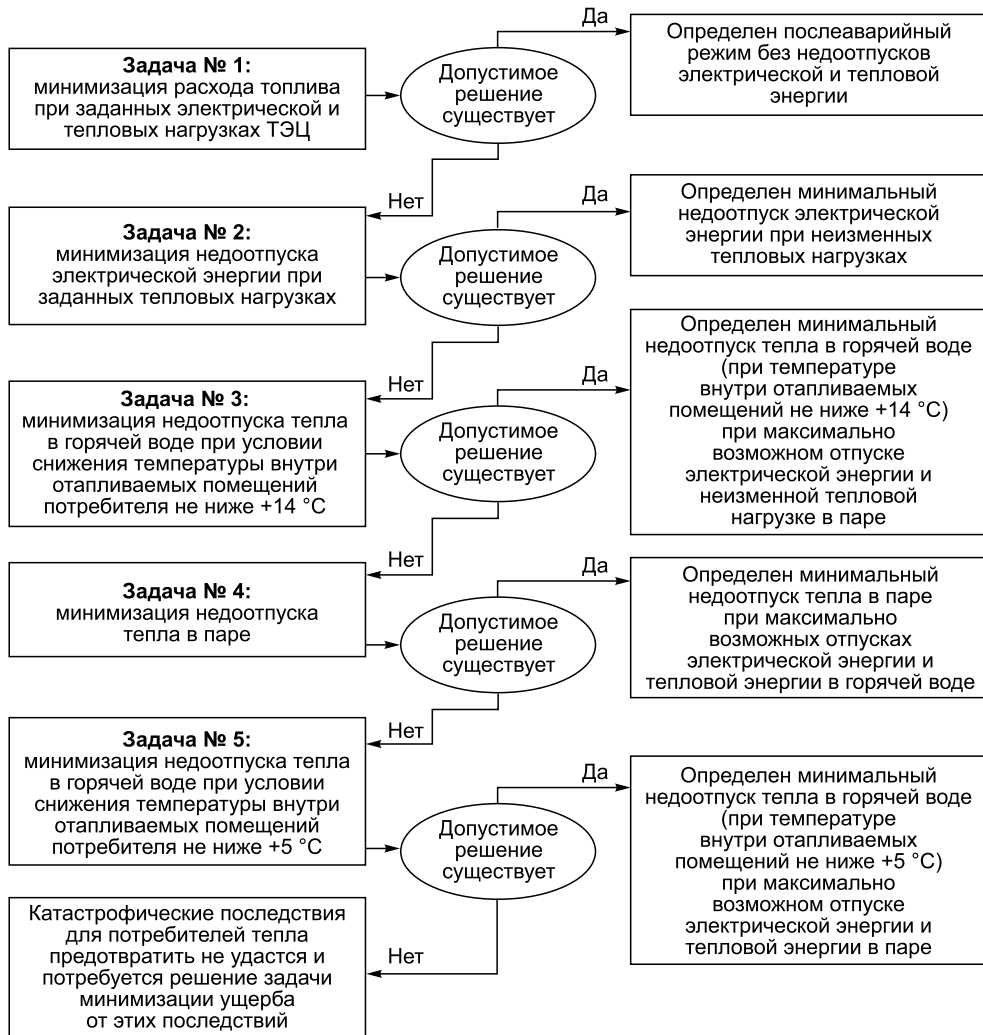 Задача № 1:
минимизация расхода топлива
при заданных электрической и
тепловых нагрузках ТЭЦ
Допустимое
решение
существует
Да
Определен послеаварийный
режим без недоотпусков
электрической и тепловой
энергии
Нет
Задача № 2:
минимизация недоотпуска
электрической энергии при
заданных тепловых нагрузках
Допустимое
решение
существует
Да
Определен минимальный
недоотпуск электрической
энергии при неизменных
тепловых нагрузках
Нет
Задача № 3:
минимизация недоотпуска тепла
в горячей воде при условии
снижения температуры внутри
отапливаемых помещений
потребителя не ниже +14 °C
Допустимое
решение
существует
Да
Определен минимальный
недоотпуск тепла в горячей воде
(при температуре
внутри отапливаемых
помещений не ниже +14 °C)
при максимально
возможном отпуске
электрической энергии и
неизменной тепловой
нагрузке в паре
Нет
Задача № 4:
минимизация недоотпуска
тепла в паре
Допустимое
решение
существует
Да
Определен минимальный
недоотпуск тепла в паре
при максимально
возможных отпусках
электрической энергии и
тепловой энергии в горячей воде
Нет
Задача № 5:
минимизация недоотпуска тепла
в горячей воде при условии
снижения температуры внутри
отапливаемых помещений
потребителя не ниже +5 °C
Допустимое
решение
существует
Да
Определен минимальный
недоотпуск тепла в горячей воде
(при температуре
внутри отапливаемых
помещений не ниже +5 °C)
при максимально
возможном отпуске
электрической энергии и
тепловой энергии в паре
Нет
Катастрофические последствия
для потребителей тепла
предотвратить не удастся и
потребуется решение задачи
минимизации ущерба
от этих последствий